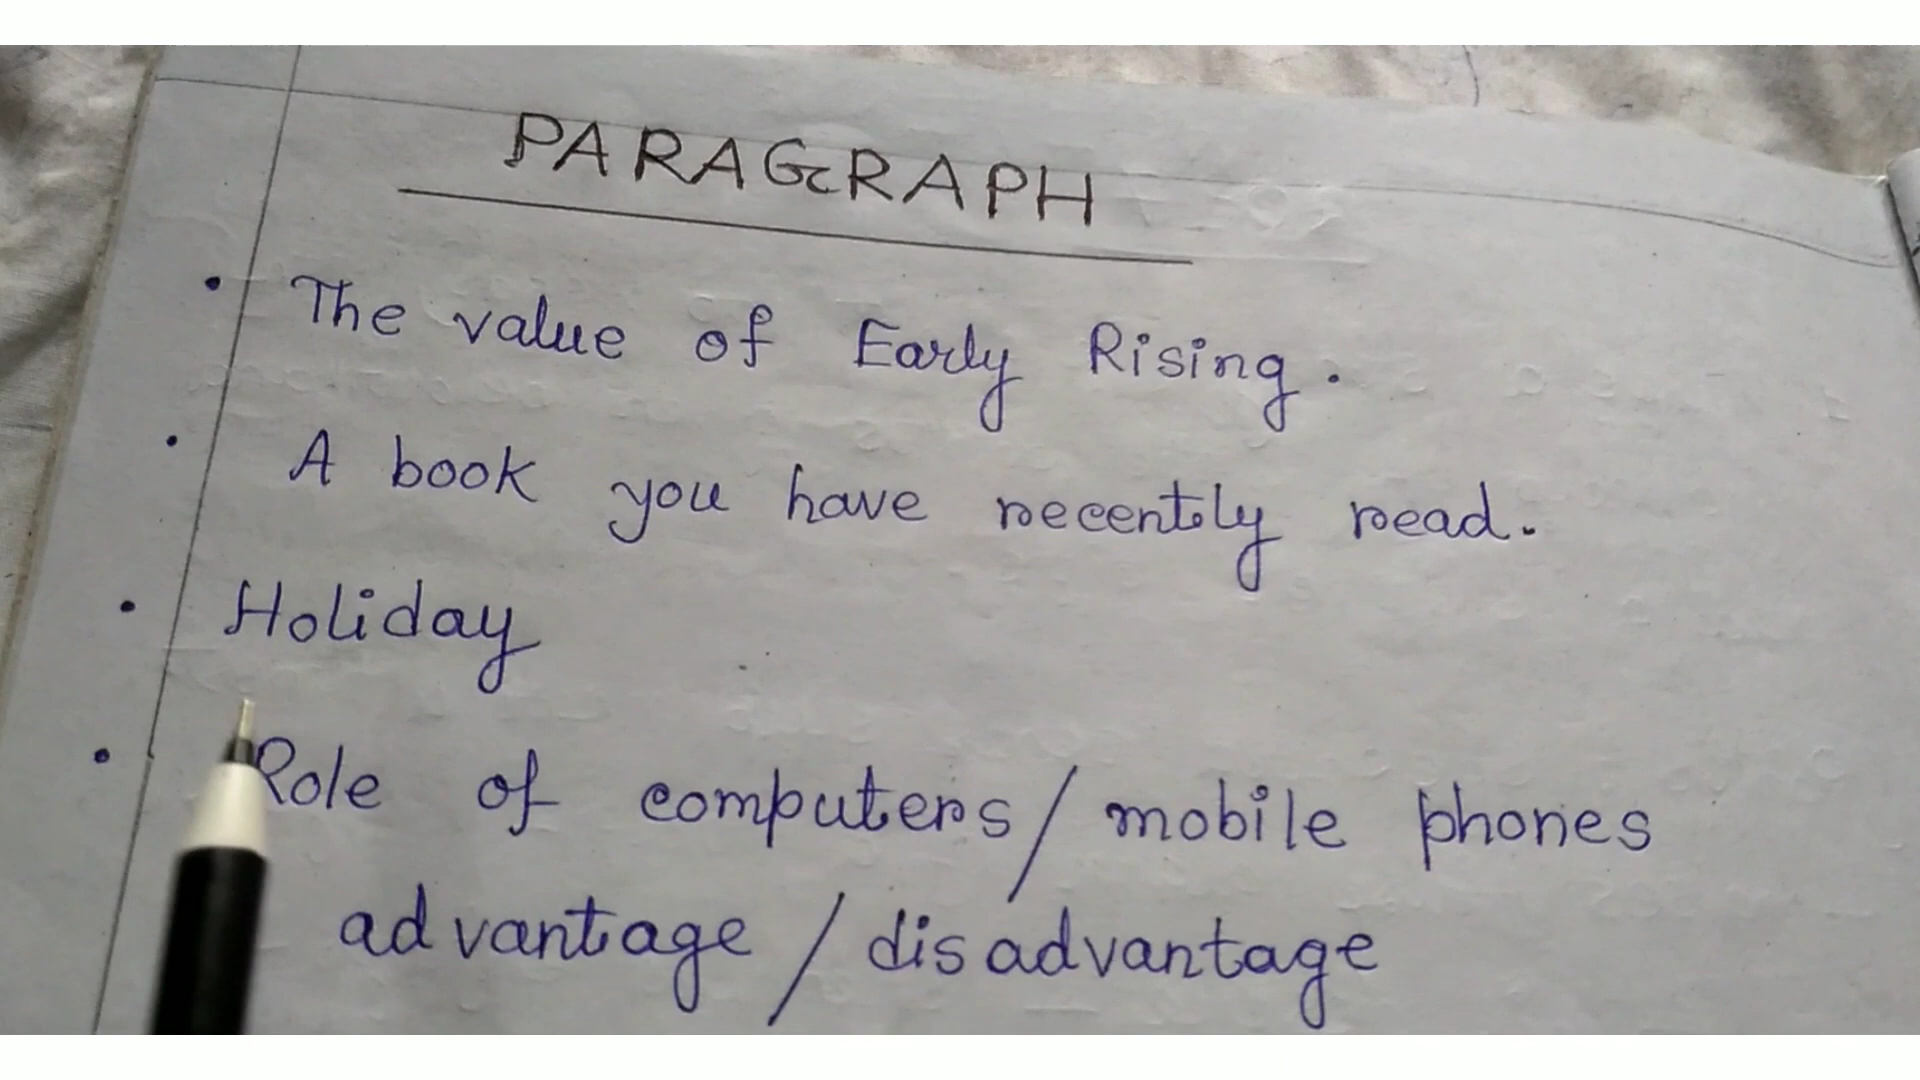 PARAGRAPH
• The value of Early Rising.
• A book you have recently read.
• Holiday
• Role of computers/mobile phones
advantage/disadvantage